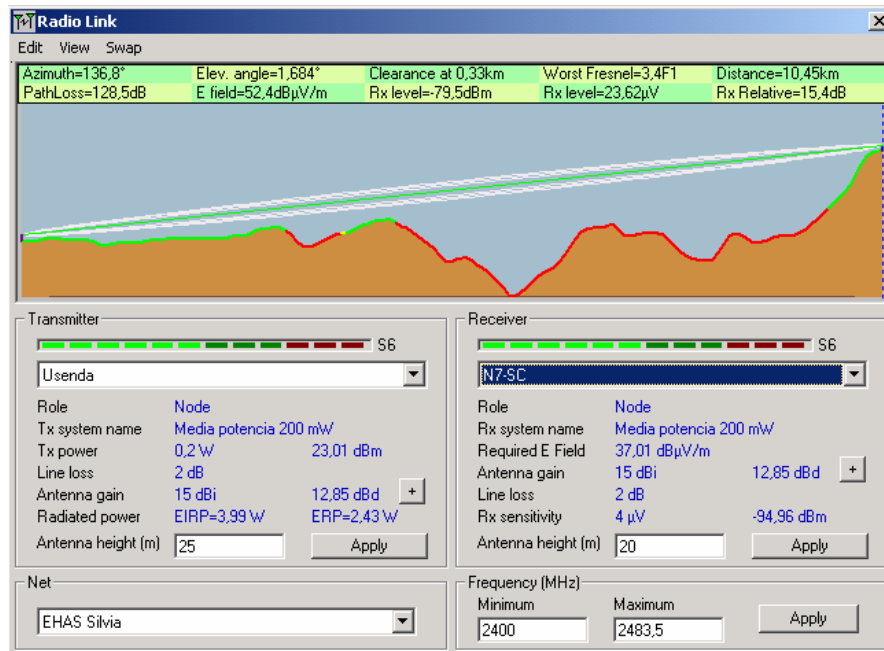 Radio Link
Edit View Swap
Azimuth=136,8° Elev. angle=1,684° Clearance at 0,33km Worst Fresnel=3,4F1 Distance=10,45km
PathLoss=128,5dB E field=52,4dBµV/m Rx level=-79,5dBm Rx level=23,62µV Rx Relative=15,4dB
Transmitter
S6
Usenda
Role Node
Tx system name Media potencia 200 mW
Tx power 0,2 W 23,01 dBm
Line loss 2 dB
Antenna gain 15 dBi 12,85 dBd +
Radiated power EIRP=3,99 W ERP=2,43 W
Antenna height (m) 25 Apply
Receiver
S6
N7-SC
Role Node
Rx system name Media potencia 200 mW
Required E Field 37,01 dBµV/m
Antenna gain 15 dBi 12,85 dBd +
Line loss 2 dB
Rx sensitivity 4 µV -94,96 dBm
Antenna height (m) 20 Apply
Net
EHAS Silvia
Frequency (MHz)
Minimum Maximum
2400 2483,5 Apply